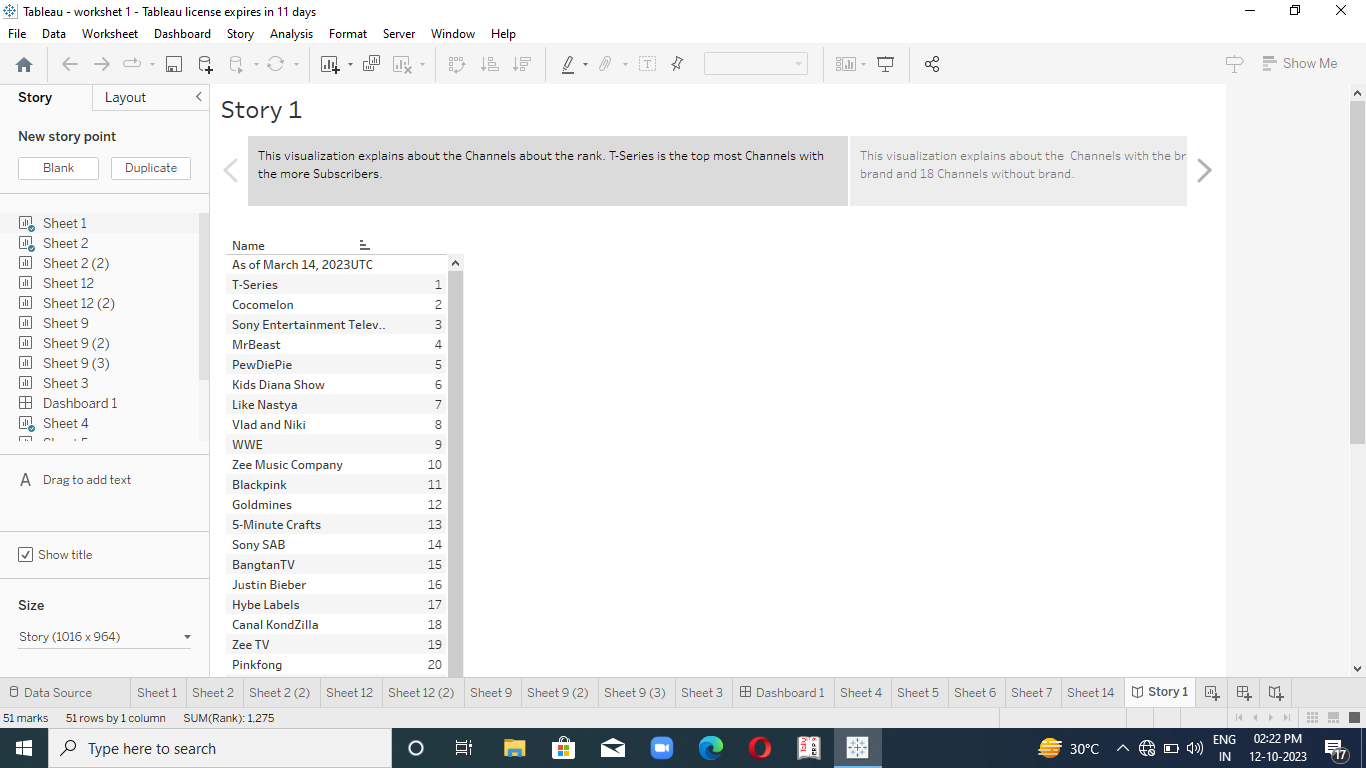 Tableau - workshet 1 - Tableau license expires in 11 days
File Data Worksheet Dashboard Story Analysis Format Server Window Help
Show Me
Story Layout
New story point
Blank Duplicate
Sheet 1
Sheet 2
Sheet 2 (2)
Sheet 12
Sheet 12 (2)
Sheet 9
Sheet 9 (2)
Sheet 9 (3)
Sheet 3
Dashboard 1
Sheet 4
A Drag to add text
Show title
Size
Story (1016 x 964)
Story 1
This visualization explains about the Channels about the rank. T-Series is the top most Channels with
the more Subscribers.
This visualization explains about the Channels with the br
brand and 18 Channels without brand.
Name
As of March 14, 2023UTC
T-Series 1
Cocomelon 2
Sony Entertainment Telev.. 3
MrBeast 4
PewDiePie 5
Kids Diana Show 6
Like Nastya 7
Vlad and Niki 8
WWE 9
Zee Music Company 10
Blackpink 11
Goldmines 12
5-Minute Crafts 13
Sony SAB 14
BangtanTV 15
Justin Bieber 16
Hybe Labels 17
Canal KondZilla 18
Zee TV 19
Pinkfong 20
Data Source Sheet 1 Sheet 2 Sheet 2 (2) Sheet 12 Sheet 12 (2) Sheet 9 Sheet 9 (2) Sheet 9 (3) Sheet 3 Dashboard 1 Sheet 4 Sheet 5 Sheet 6 Sheet 7 Sheet 14 Story 1
51 marks 51 rows by 1 column SUM(Rank): 1,275
Type here to search
30°C
ENG
IN
02:22 PM
12-10-2023
17